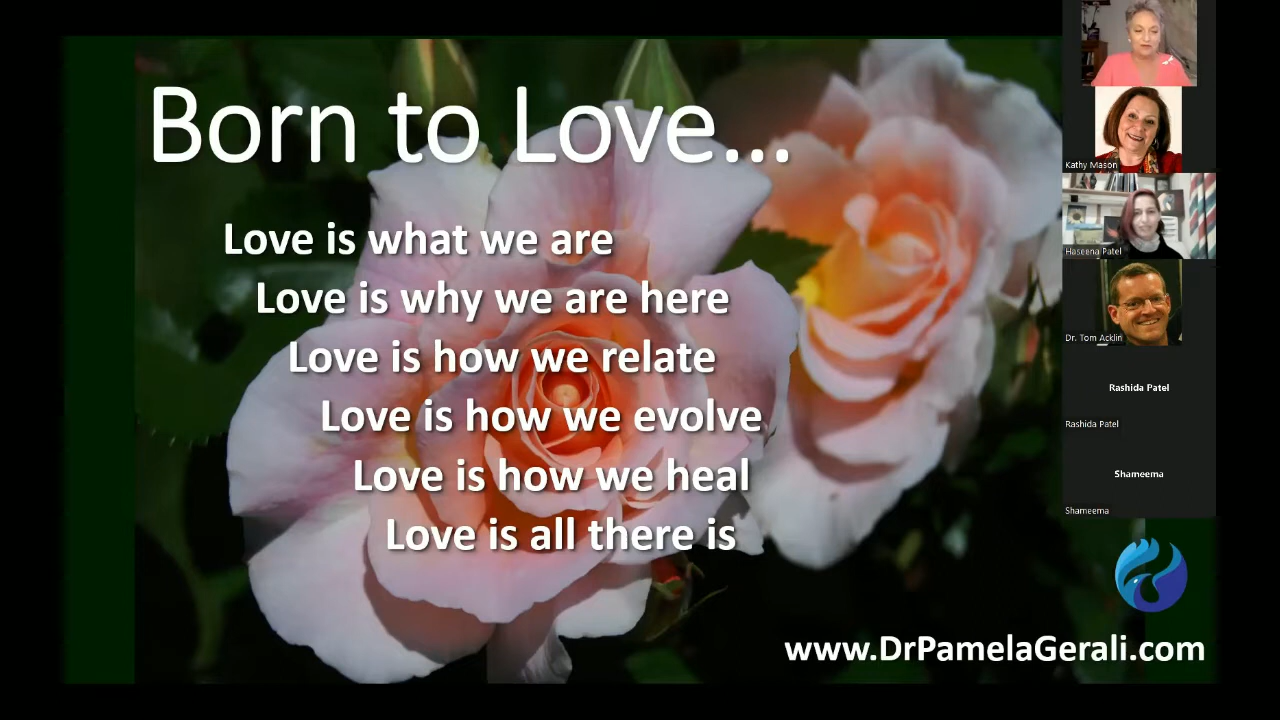 Born to Love...
Love is what we are
Love is why we are here
Love is how we relate
Love is how we evolve
Love is how we heal
Love is all there is
www.DrPamelaGerali.com
Kathy Mason
Haseena Patel
Dr. Tom Acklin
Rashida Patel
Rashida Patel
Shameema
Shameema